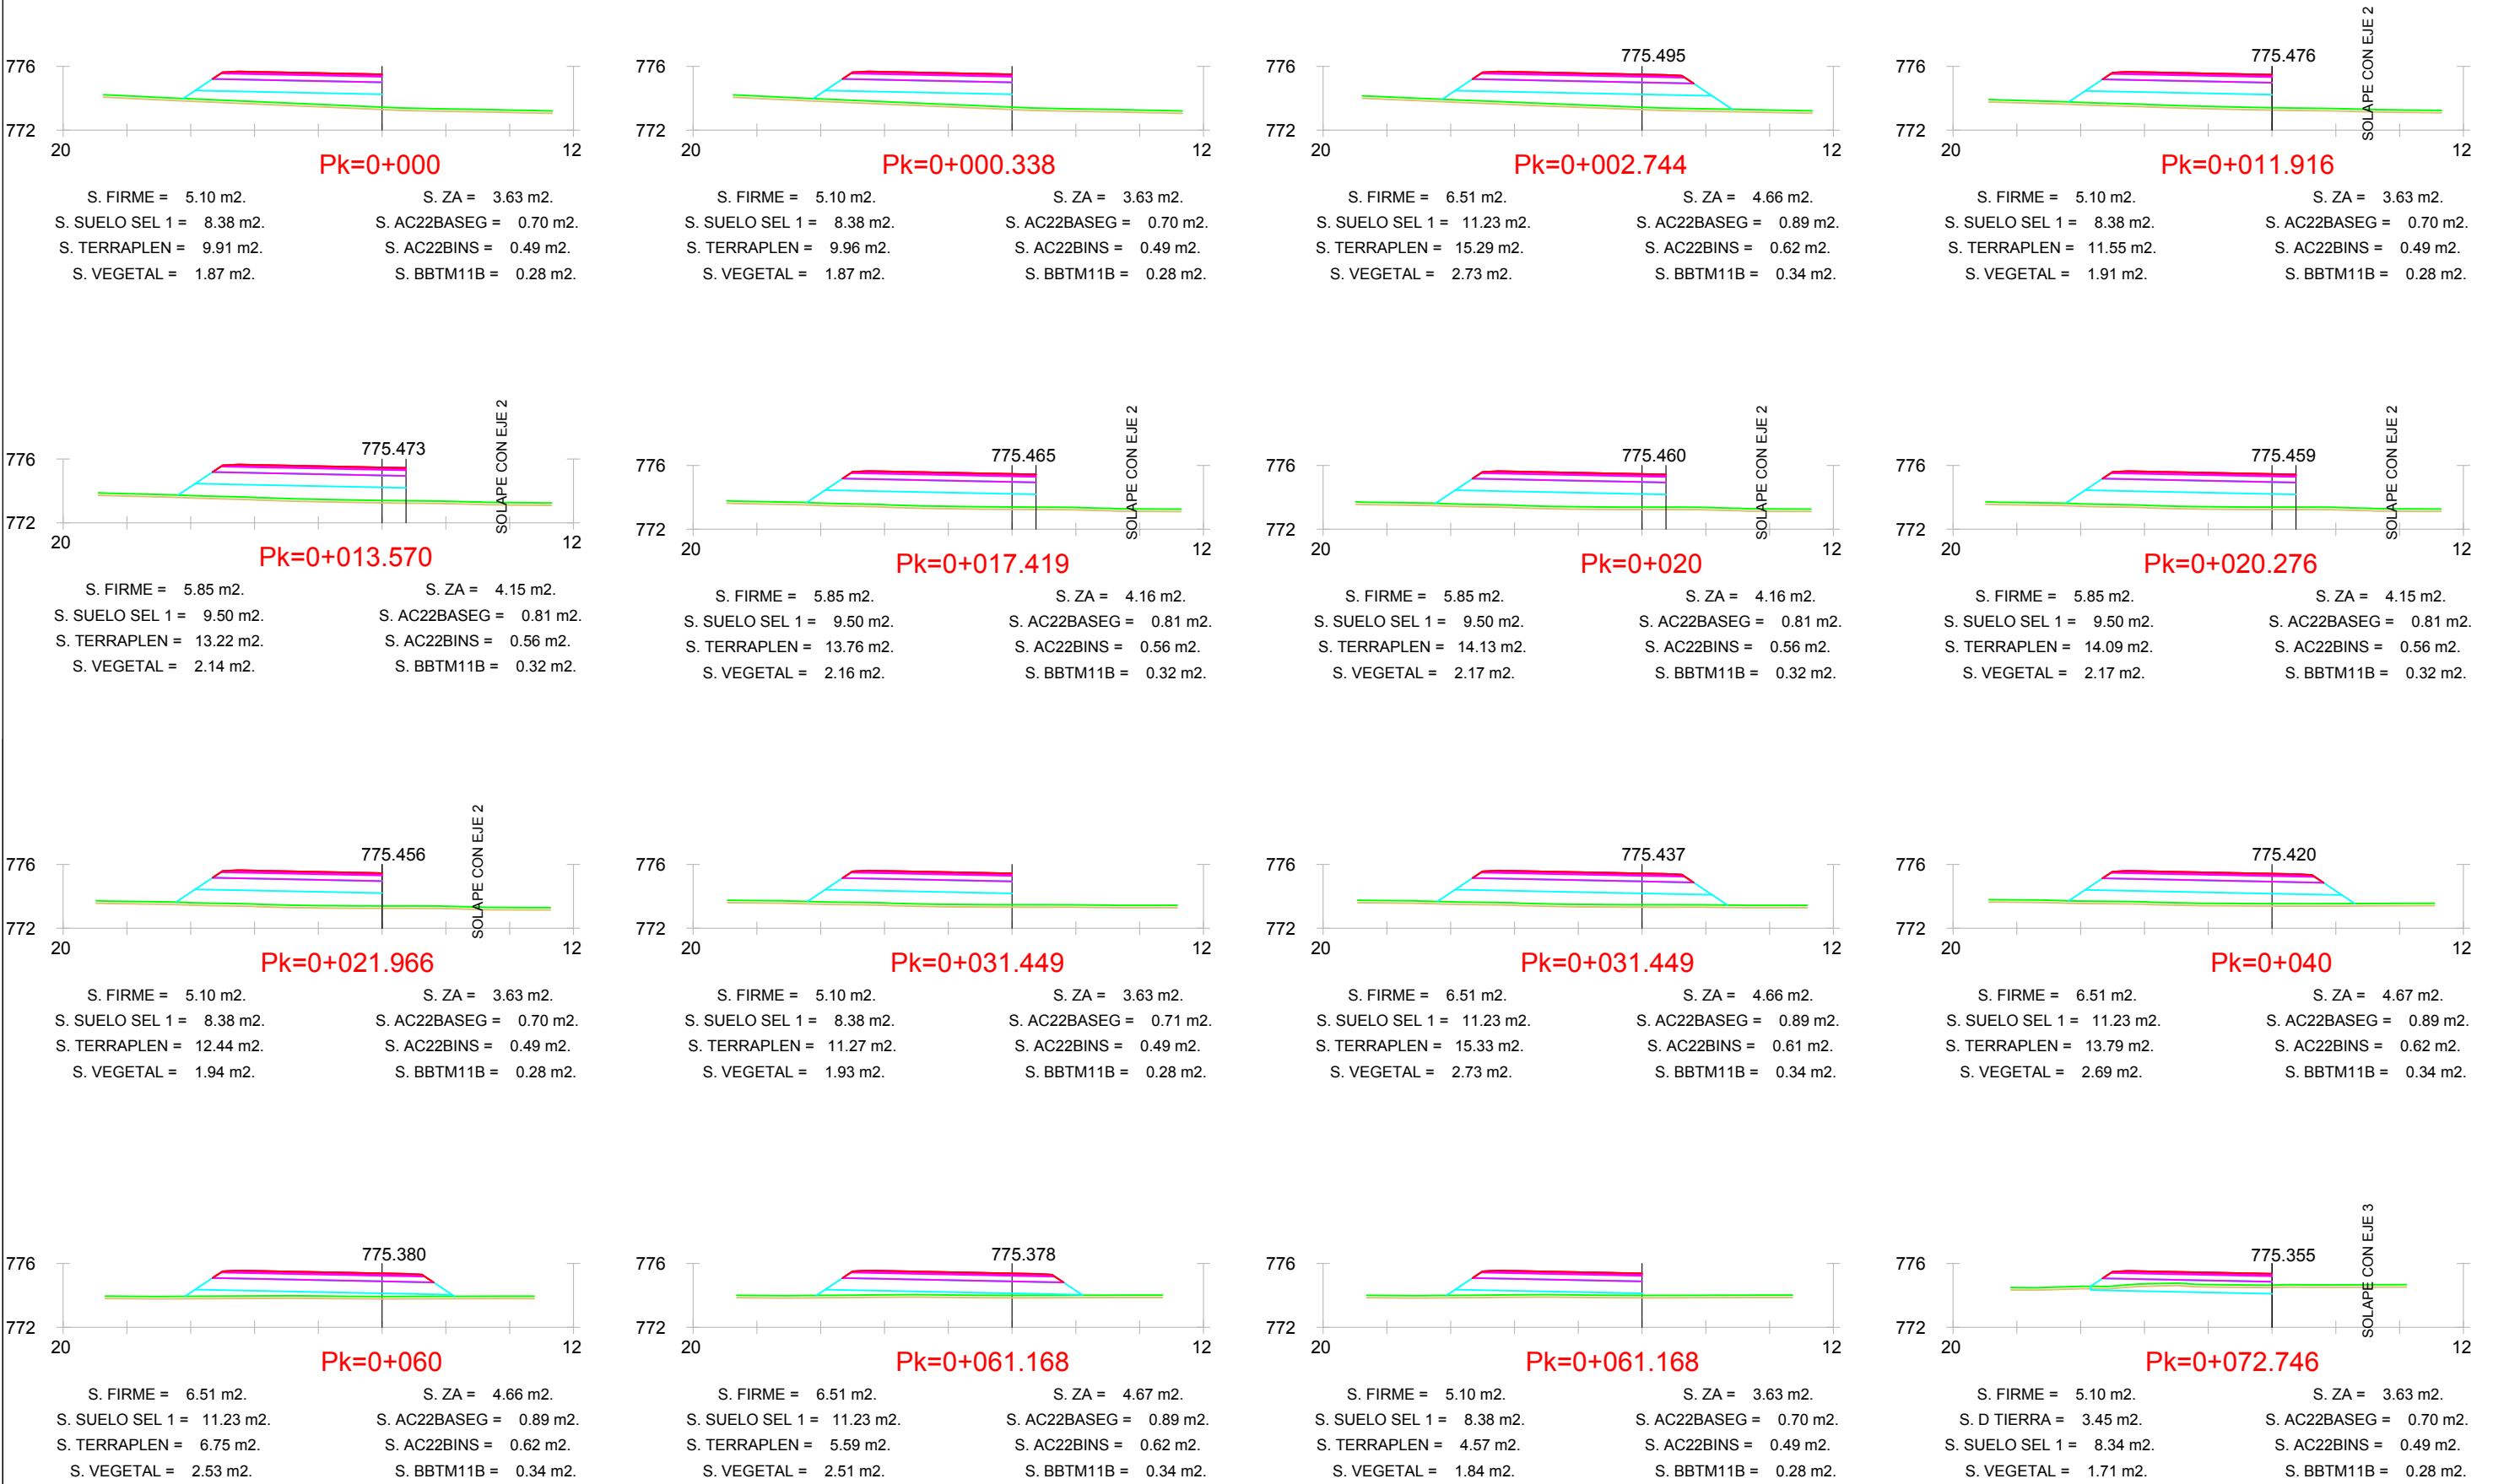 776
772
20
12
Pk=0+000
S. FIRME = 5.10 m2.
S. ZA = 3.63 m2.
S. SUELO SEL 1 = 8.38 m2.
S. AC22BASEG = 0.70 m2.
S. TERRAPLEN = 9.91 m2.
S. AC22BINS = 0.49 m2.
S. VEGETAL = 1.87 m2.
S. BBTM11B = 0.28 m2.
776
772
20
12
Pk=0+000.338
S. FIRME = 5.10 m2.
S. ZA = 3.63 m2.
S. SUELO SEL 1 = 8.38 m2.
S. AC22BASEG = 0.70 m2.
S. TERRAPLEN = 9.96 m2.
S. AC22BINS = 0.49 m2.
S. VEGETAL = 1.87 m2.
S. BBTM11B = 0.28 m2.
775.495
776
772
20
12
Pk=0+002.744
S. FIRME = 6.51 m2.
S. ZA = 4.66 m2.
S. SUELO SEL 1 = 11.23 m2.
S. AC22BASEG = 0.89 m2.
S. TERRAPLEN = 15.29 m2.
S. AC22BINS = 0.62 m2.
S. VEGETAL = 2.73 m2.
S. BBTM11B = 0.34 m2.
775.476
SOLAPE CON EJE 2
776
772
20
12
Pk=0+011.916
S. FIRME = 5.10 m2.
S. ZA = 3.63 m2.
S. SUELO SEL 1 = 8.38 m2.
S. AC22BASEG = 0.70 m2.
S. TERRAPLEN = 11.55 m2.
S. AC22BINS = 0.49 m2.
S. VEGETAL = 1.91 m2.
S. BBTM11B = 0.28 m2.
775.473
SOLAPE CON EJE 2
776
772
20
12
Pk=0+013.570
S. FIRME = 5.85 m2.
S. ZA = 4.15 m2.
S. SUELO SEL 1 = 9.50 m2.
S. AC22BASEG = 0.81 m2.
S. TERRAPLEN = 13.22 m2.
S. AC22BINS = 0.56 m2.
S. VEGETAL = 2.14 m2.
S. BBTM11B = 0.32 m2.
775.465
SOLAPE CON EJE 2
776
772
20
12
Pk=0+017.419
S. FIRME = 5.85 m2.
S. ZA = 4.16 m2.
S. SUELO SEL 1 = 9.50 m2.
S. AC22BASEG = 0.81 m2.
S. TERRAPLEN = 13.76 m2.
S. AC22BINS = 0.56 m2.
S. VEGETAL = 2.16 m2.
S. BBTM11B = 0.32 m2.
775.460
SOLAPE CON EJE 2
776
772
20
12
Pk=0+020
S. FIRME = 5.85 m2.
S. ZA = 4.16 m2.
S. SUELO SEL 1 = 9.50 m2.
S. AC22BASEG = 0.81 m2.
S. TERRAPLEN = 14.13 m2.
S. AC22BINS = 0.56 m2.
S. VEGETAL = 2.17 m2.
S. BBTM11B = 0.32 m2.
775.459
SOLAPE CON EJE 2
776
772
20
12
Pk=0+020.276
S. FIRME = 5.85 m2.
S. ZA = 4.15 m2.
S. SUELO SEL 1 = 9.50 m2.
S. AC22BASEG = 0.81 m2.
S. TERRAPLEN = 14.09 m2.
S. AC22BINS = 0.56 m2.
S. VEGETAL = 2.17 m2.
S. BBTM11B = 0.32 m2.
775.456
SOLAPE CON EJE 2
776
772
20
12
Pk=0+021.966
S. FIRME = 5.10 m2.
S. ZA = 3.63 m2.
S. SUELO SEL 1 = 8.38 m2.
S. AC22BASEG = 0.70 m2.
S. TERRAPLEN = 12.44 m2.
S. AC22BINS = 0.49 m2.
S. VEGETAL = 1.94 m2.
S. BBTM11B = 0.28 m2.
776
772
20
12
Pk=0+031.449
S. FIRME = 5.10 m2.
S. ZA = 3.63 m2.
S. SUELO SEL 1 = 8.38 m2.
S. AC22BASEG = 0.71 m2.
S. TERRAPLEN = 11.27 m2.
S. AC22BINS = 0.49 m2.
S. VEGETAL = 1.93 m2.
S. BBTM11B = 0.28 m2.
775.437
776
772
20
12
Pk=0+031.449
S. FIRME = 6.51 m2.
S. ZA = 4.66 m2.
S. SUELO SEL 1 = 11.23 m2.
S. AC22BASEG = 0.89 m2.
S. TERRAPLEN = 15.33 m2.
S. AC22BINS = 0.61 m2.
S. VEGETAL = 2.73 m2.
S. BBTM11B = 0.34 m2.
775.420
776
772
20
12
Pk=0+040
S. FIRME = 6.51 m2.
S. ZA = 4.67 m2.
S. SUELO SEL 1 = 11.23 m2.
S. AC22BASEG = 0.89 m2.
S. TERRAPLEN = 13.79 m2.
S. AC22BINS = 0.62 m2.
S. VEGETAL = 2.69 m2.
S. BBTM11B = 0.34 m2.
775.380
776
772
20
12
Pk=0+060
S. FIRME = 6.51 m2.
S. ZA = 4.66 m2.
S. SUELO SEL 1 = 11.23 m2.
S. AC22BASEG = 0.89 m2.
S. TERRAPLEN = 6.75 m2.
S. AC22BINS = 0.62 m2.
S. VEGETAL = 2.53 m2.
S. BBTM11B = 0.34 m2.
775.378
776
772
20
12
Pk=0+061.168
S. FIRME = 6.51 m2.
S. ZA = 4.67 m2.
S. SUELO SEL 1 = 11.23 m2.
S. AC22BASEG = 0.89 m2.
S. TERRAPLEN = 5.59 m2.
S. AC22BINS = 0.62 m2.
S. VEGETAL = 2.51 m2.
S. BBTM11B = 0.34 m2.
776
772
20
12
Pk=0+061.168
S. FIRME = 5.10 m2.
S. ZA = 3.63 m2.
S. SUELO SEL 1 = 8.38 m2.
S. AC22BASEG = 0.70 m2.
S. TERRAPLEN = 4.57 m2.
S. AC22BINS = 0.49 m2.
S. VEGETAL = 1.84 m2.
S. BBTM11B = 0.28 m2.
775.355
SOLAPE CON EJE 3
776
772
20
12
Pk=0+072.746
S. FIRME = 5.10 m2.
S. ZA = 3.63 m2.
S. D TIERRA = 3.45 m2.
S. AC22BASEG = 0.70 m2.
S. SUELO SEL 1 = 8.34 m2.
S. AC22BINS = 0.49 m2.
S. VEGETAL = 1.71 m2.
S. BBTM11B = 0.28 m2.